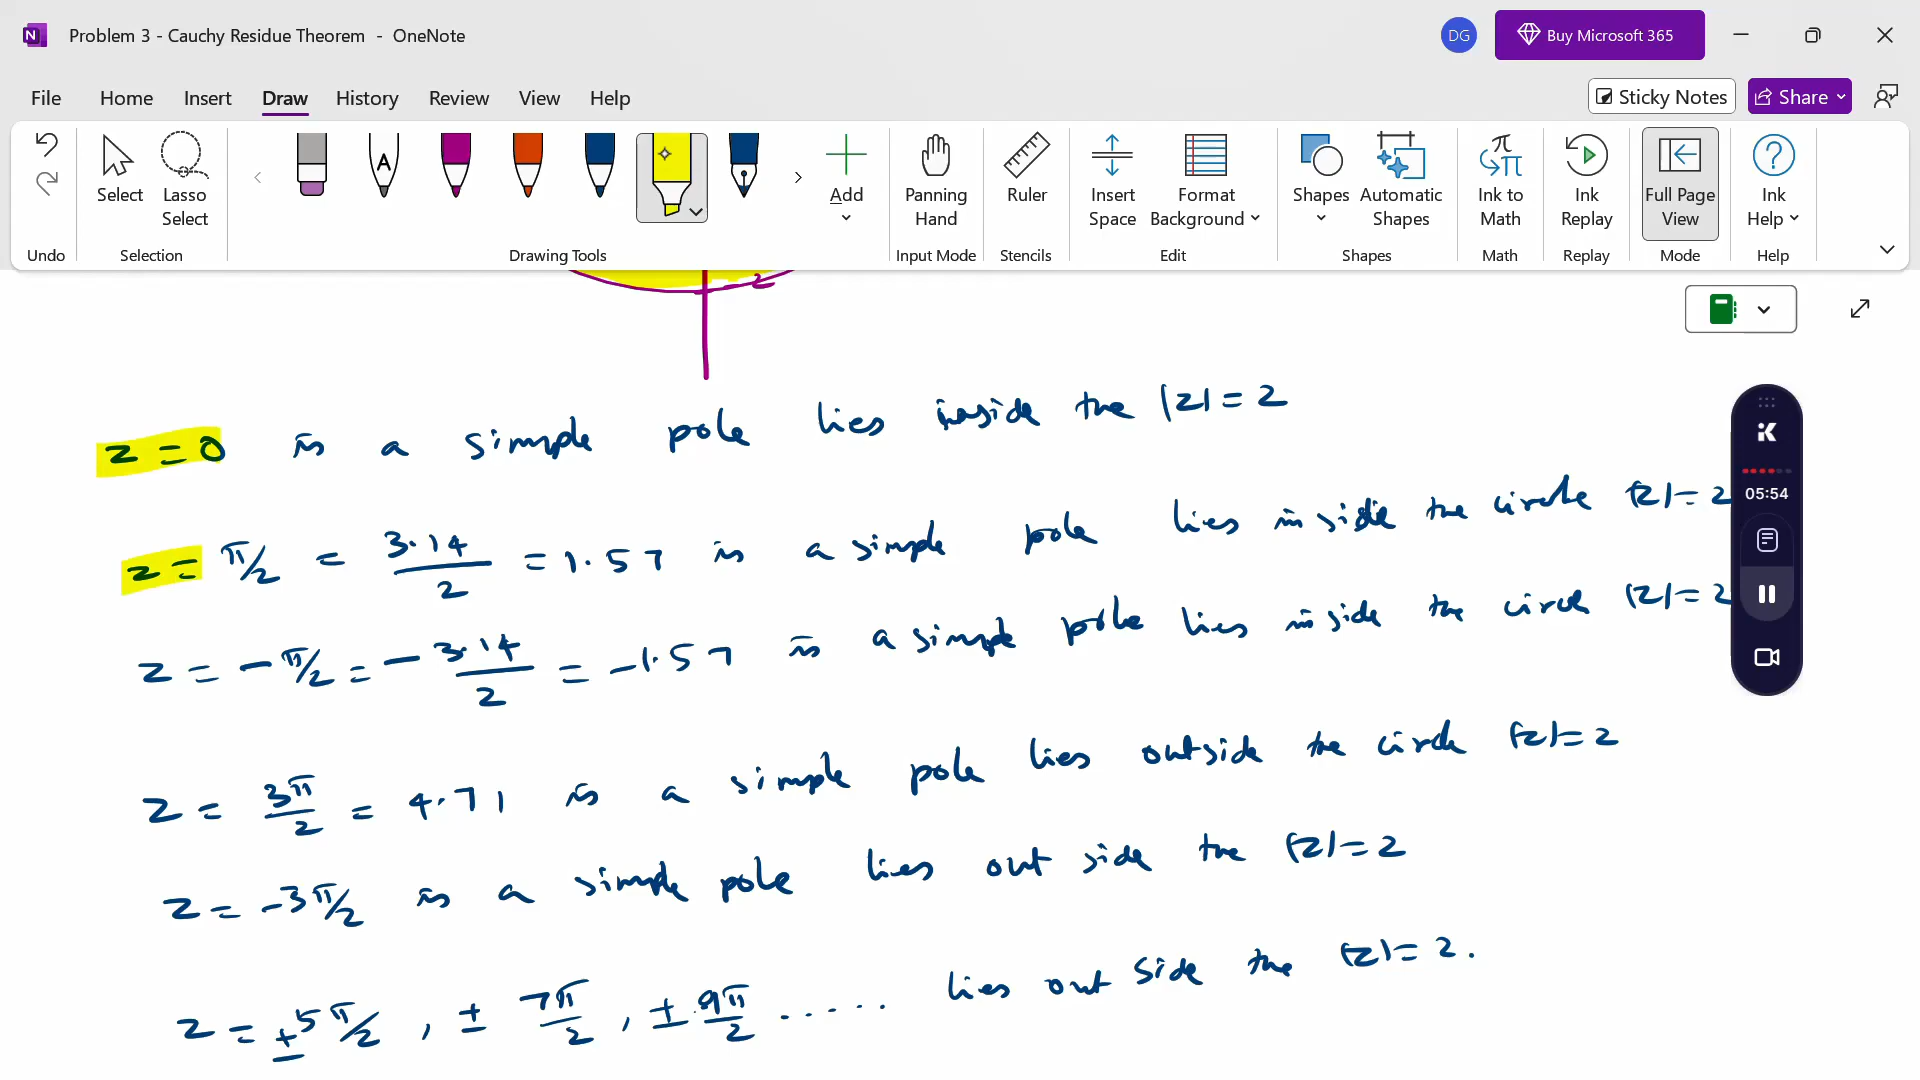 Problem 3 - Cauchy Residue Theorem - OneNote
DG
Buy Microsoft 365
File Home Insert Draw History Review View Help
Sticky Notes
Share
Undo
Select
Lasso Select
Selection
Drawing Tools
Add
Panning Hand
Input Mode
Ruler
Stencils
Insert Space
Format Background
Edit
Shapes
Automatic Shapes
Shapes
Ink to Math
Math
Ink Replay
Replay
Full Page View
Mode
Ink Help
Help
-2
z = 0 is a simple pole lies inside the |z| = 2
z = π/2 = 3.14/2 = 1.57 is a simple pole lies inside the circle |z| = 2
z = -π/2 = -3.14/2 = -1.57 is a simple pole lies inside the circle |z| = 2
z = 3π/2 = 4.71 is a simple pole lies outside the circle |z| = 2
z = -3π/2 is a simple pole lies out side the |z| = 2
z = ±5π/2, ± 7π/2, ± 9π/2 ..... lies out side the |z| = 2.
05:54